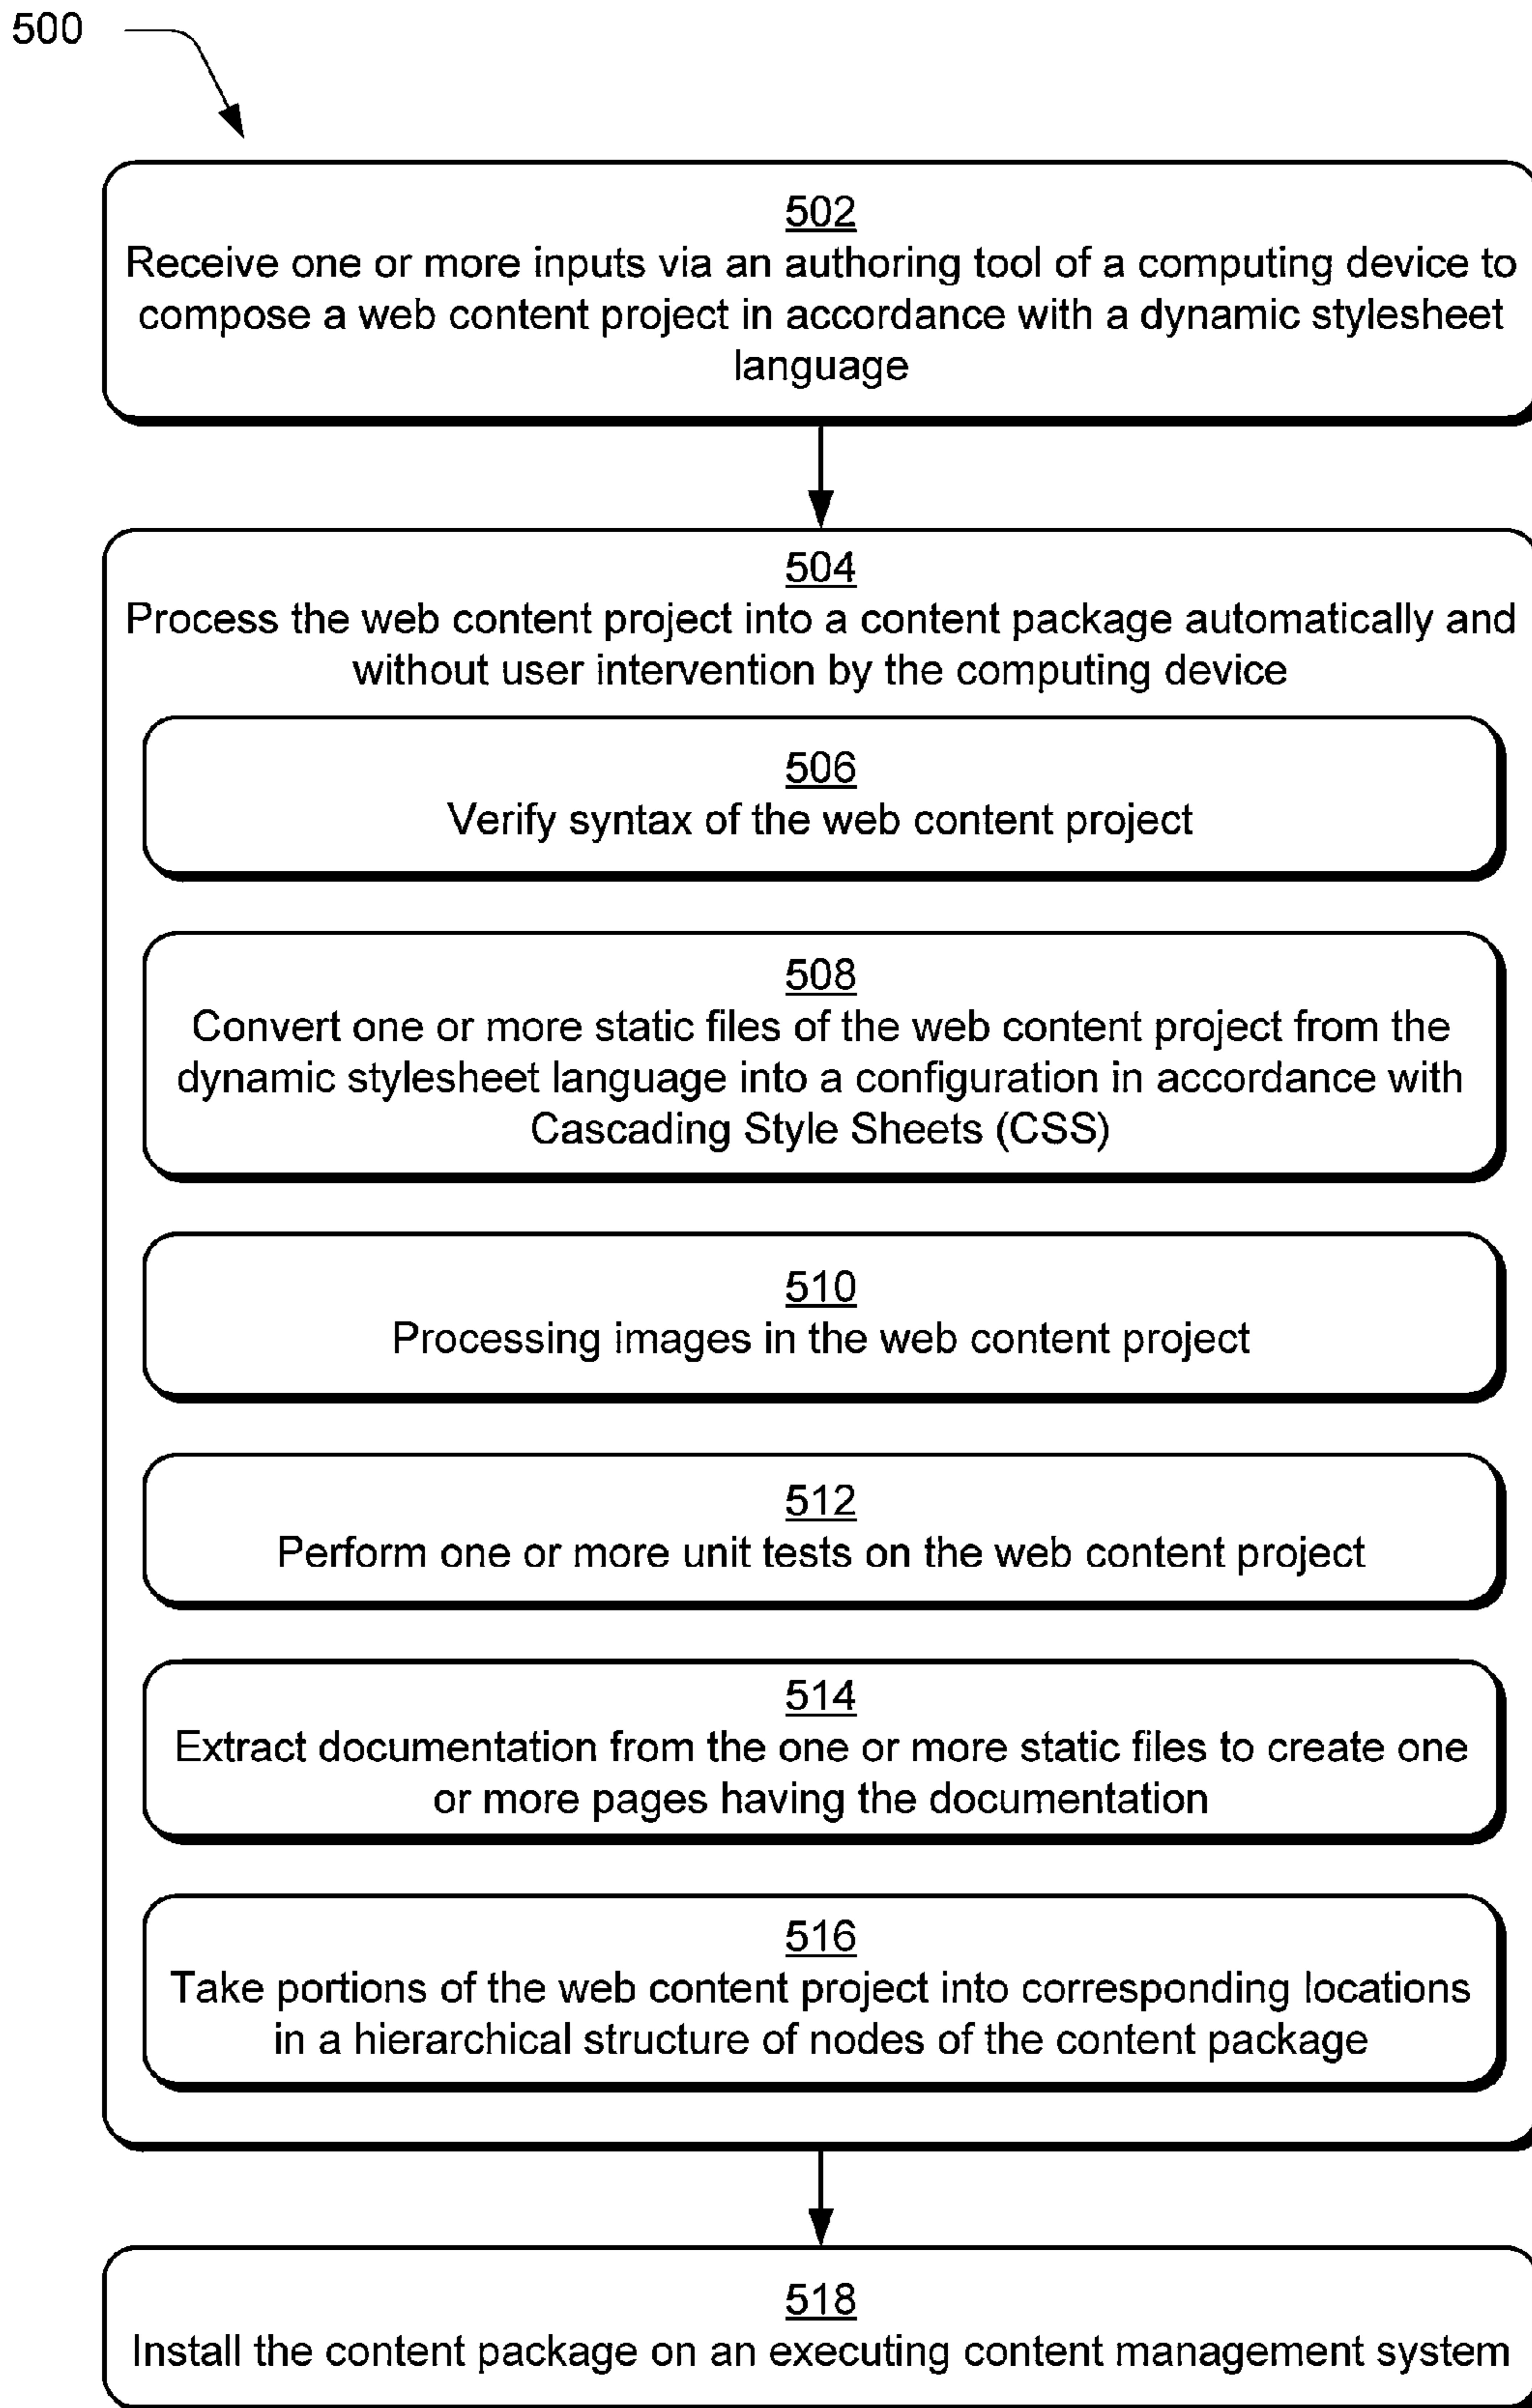 500
502
Receive one or more inputs via an authoring tool of a computing device to
compose a web content project in accordance with a dynamic stylesheet
language
504
Process the web content project into a content package automatically and
without user intervention by the computing device
506
Verify syntax of the web content project
508
Convert one or more static files of the web content project from the
dynamic stylesheet language into a configuration in accordance with
Cascading Style Sheets (CSS)
510
Processing images in the web content project
512
Perform one or more unit tests on the web content project
514
Extract documentation from the one or more static files to create one
or more pages having the documentation
516
Take portions of the web content project into corresponding locations
in a hierarchical structure of nodes of the content package
518
Install the content package on an executing content management system